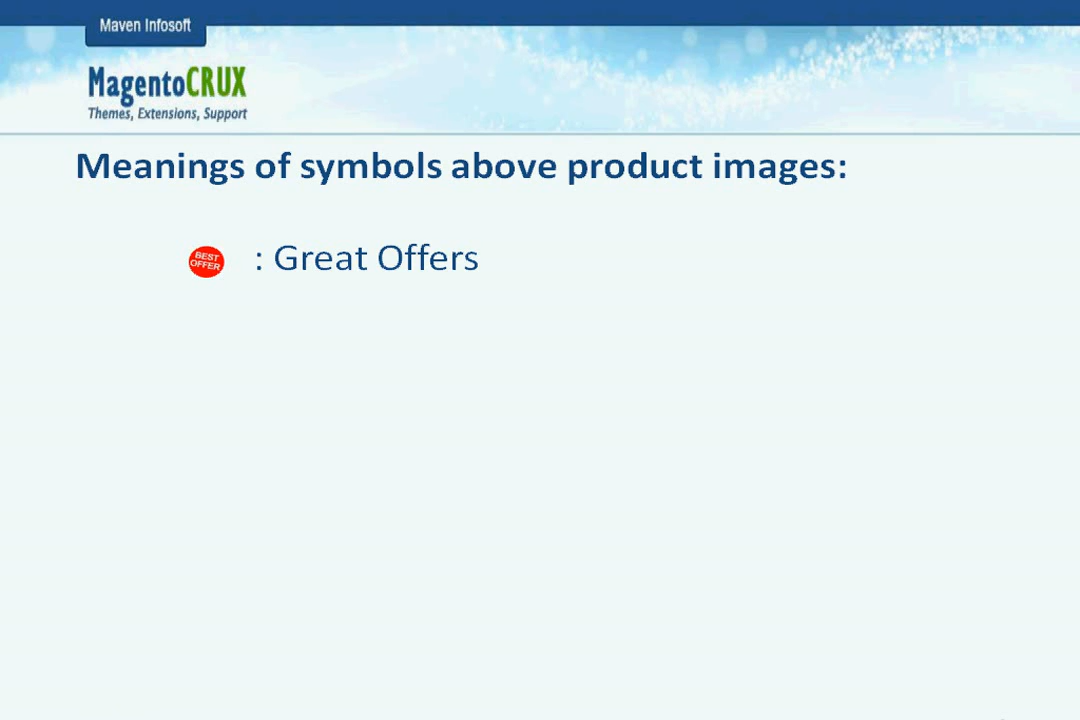 Maven Infosoft
MagentoCRUX
Themes, Extensions, Support
Meanings of symbols above product images:
BEST
OFFER
: Great Offers